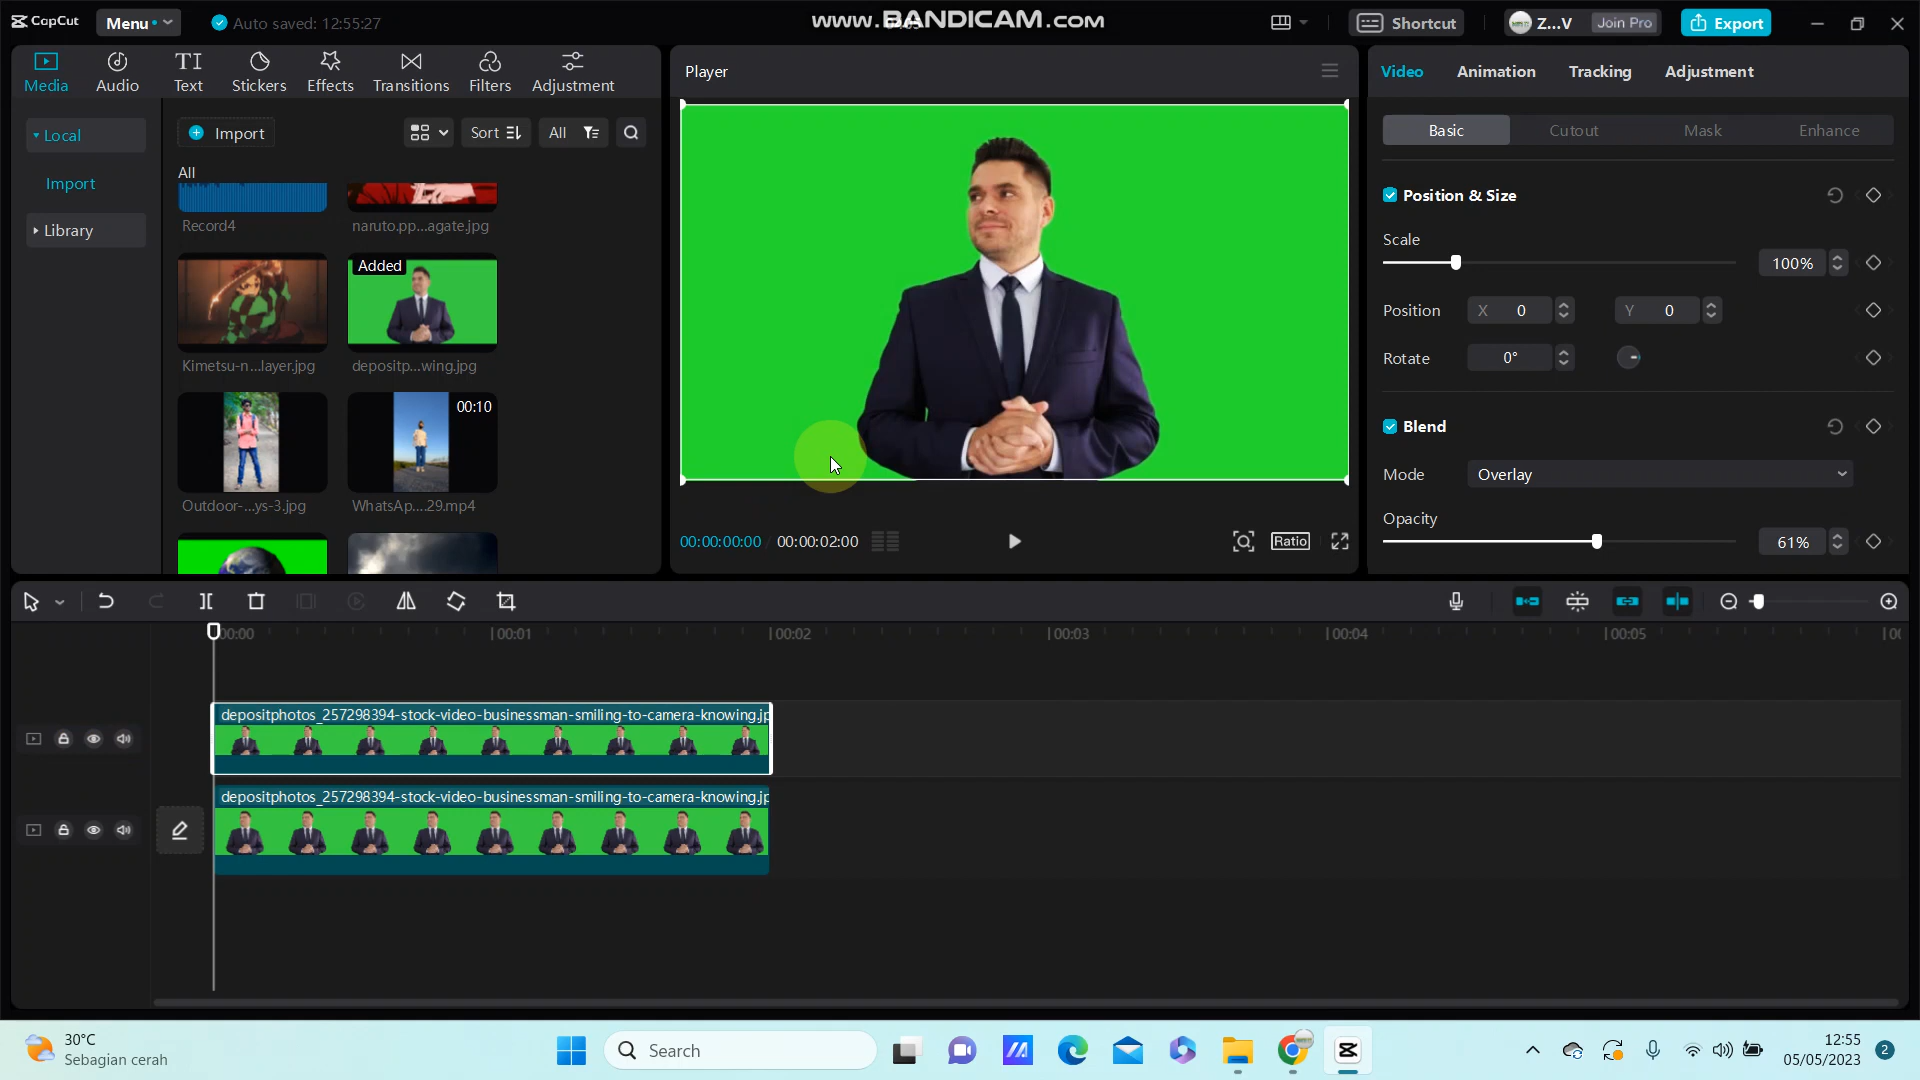 CapCut
Menu
Auto saved: 12:55:27
www.BANDICAM.com
Shortcut
Z...V
Join Pro
Export
Media
Audio
Text
Stickers
Effects
Transitions
Filters
Adjustment
Local
Import
Library
Import
Sort
All
All
Record4
naruto.pp...agate.jpg
Added
Kimetsu-n...layer.jpg
depositp...wing.jpg
00:10
Outdoor-...ys-3.jpg
WhatsAp....29.mp4
Player
00:00:00:00
00:00:02:00
Ratio
Video
Animation
Tracking
Adjustment
Basic
Cutout
Mask
Enhance
Position & Size
Scale
100%
Position
X 0
Y 0
Rotate
0°
Blend
Mode
Overlay
Opacity
61%
00:00
00:01
00:02
00:03
00:04
00:05
depositphotos_257298394-stock-video-businessman-smiling-to-camera-knowing.jp
depositphotos_257298394-stock-video-businessman-smiling-to-camera-knowing.jp
30°C
Sebagian cerah
Search
12:55
05/05/2023
2